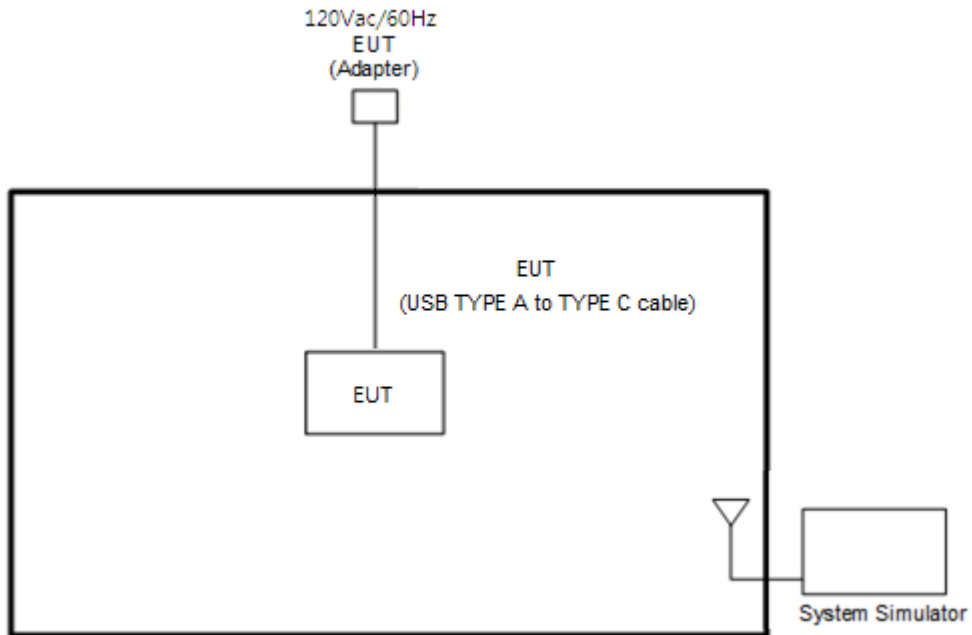 120Vac/60Hz
EUT
(Adapter)
EUT
(USB TYPE A to TYPE C cable)
EUT
System Simulator